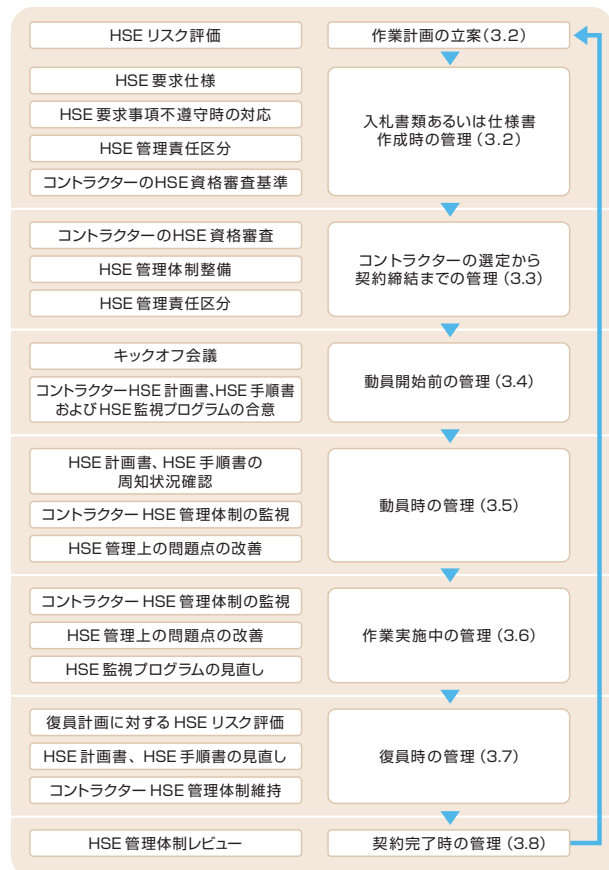 HSE リスク評価
作業計画の立案(3.2)
HSE 要求仕様
HSE 要求事項不遵守時の対応
HSE 管理責任区分
コントラクターのHSE 資格審査基準
入札書類あるいは仕様書
作成時の管理(3.2)
コントラクターのHSE 資格審査
HSE 管理体制整備
HSE 管理責任区分
コントラクターの選定から
契約締結までの管理(3.3)
キックオフ会議
コントラクターHSE 計画書、HSE 手順書
およびHSE 監視プログラムの合意
動員開始前の管理(3.4)
HSE 計画書、HSE 手順書の
周知状況確認
コントラクター HSE 管理体制の監視
HSE 管理上の問題点の改善
動員時の管理(3.5)
コントラクター HSE 管理体制の監視
HSE 管理上の問題点の改善
HSE 監視プログラムの見直し
作業実施中の管理(3.6)
復員計画に対する HSE リスク評価
HSE 計画書、HSE 手順書の見直し
コントラクター HSE 管理体制維持
復員時の管理(3.7)
HSE 管理体制レビュー
契約完了時の管理(3.8)